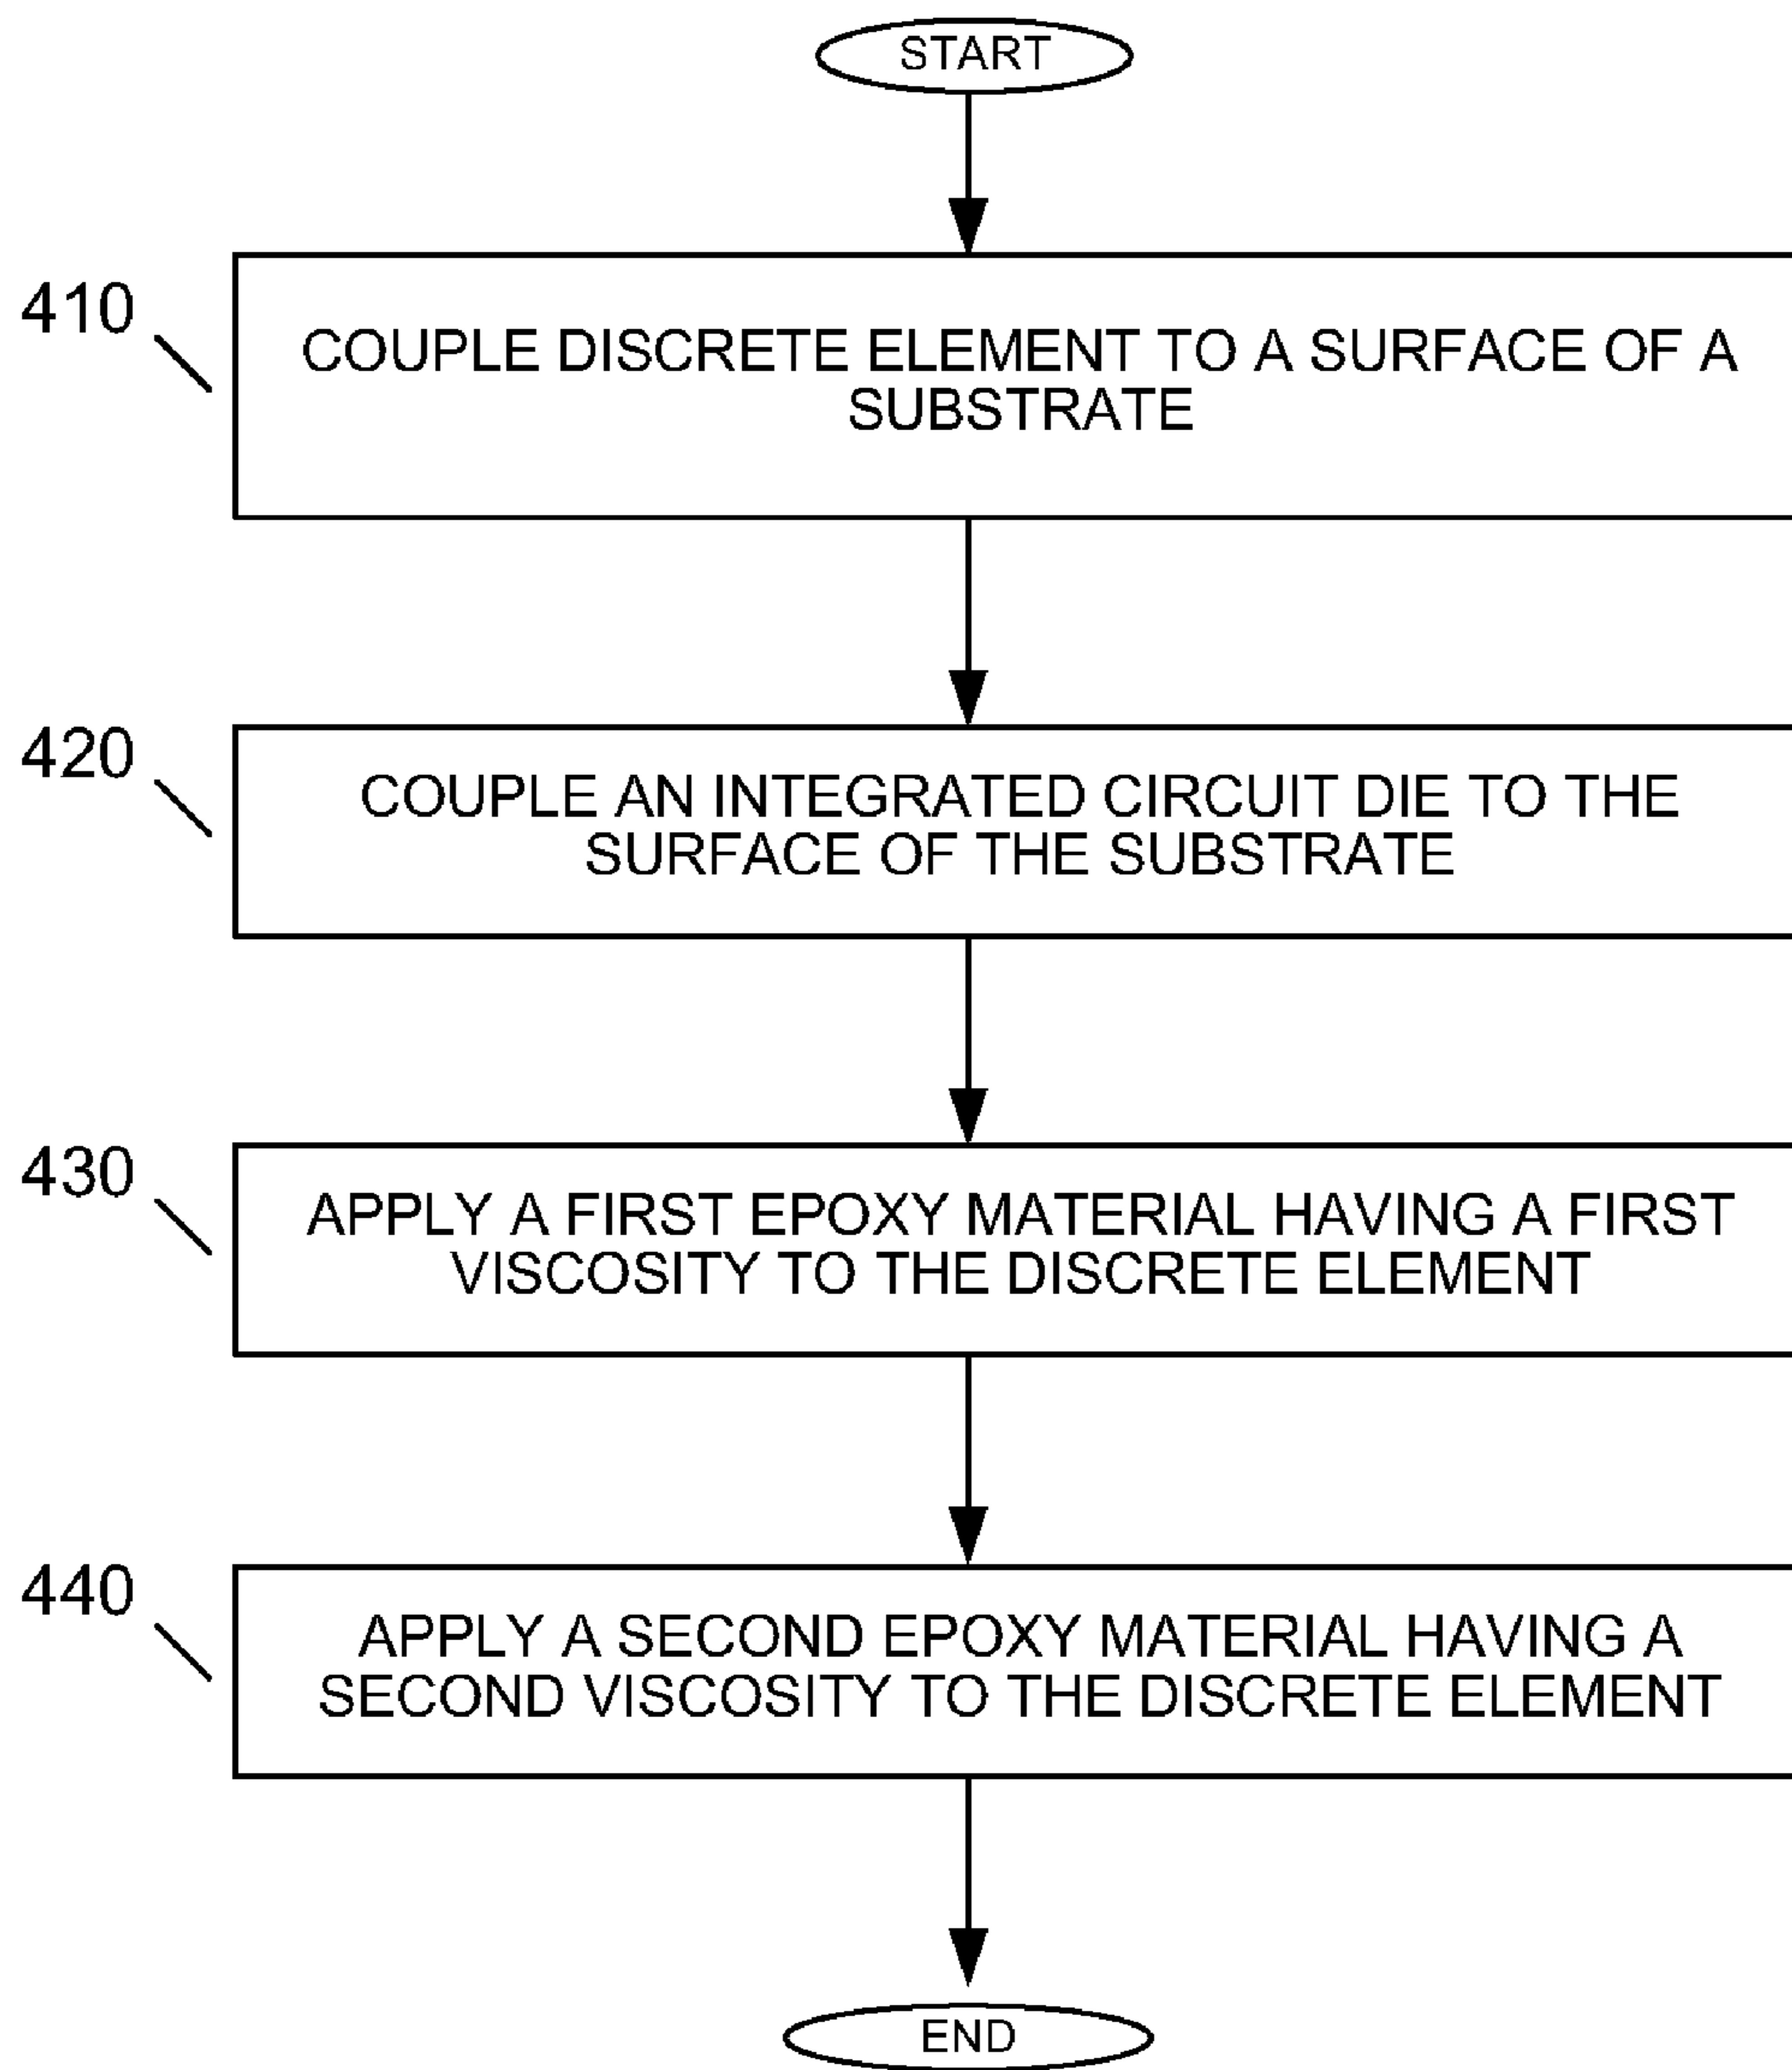 START
410
COUPLE DISCRETE ELEMENT TO A SURFACE OF A
SUBSTRATE
420
COUPLE AN INTEGRATED CIRCUIT DIE TO THE
SURFACE OF THE SUBSTRATE
430
APPLY A FIRST EPOXY MATERIAL HAVING A FIRST
VISCOSITY TO THE DISCRETE ELEMENT
440
APPLY A SECOND EPOXY MATERIAL HAVING A
SECOND VISCOSITY TO THE DISCRETE ELEMENT
END